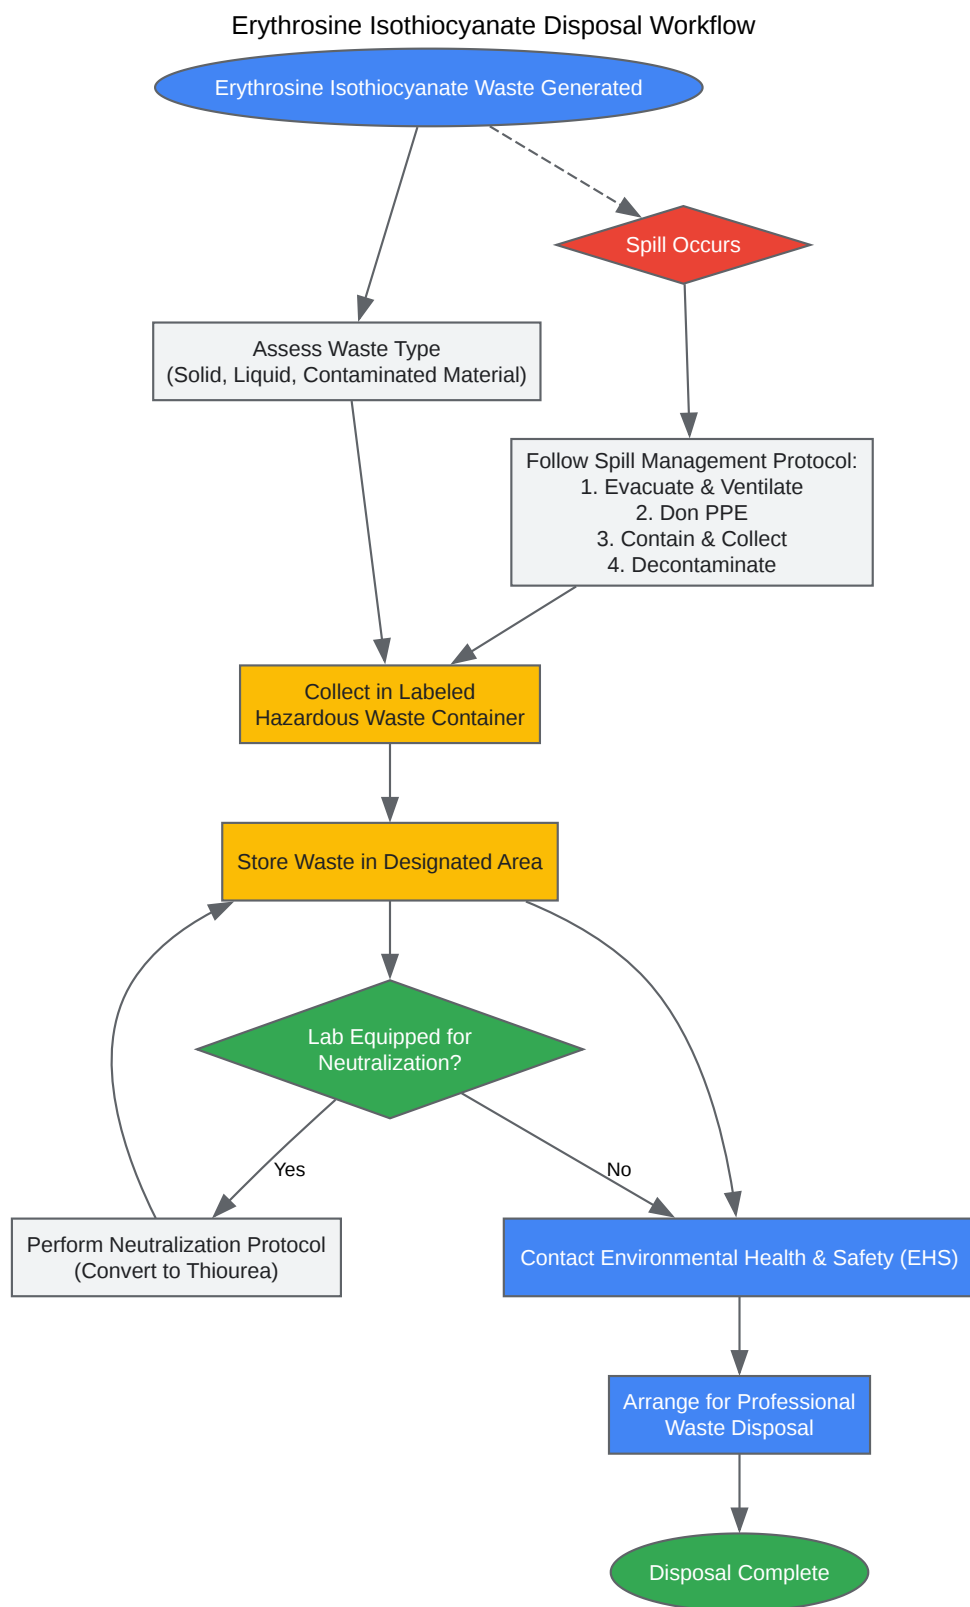 Erythrosine Isothiocyanate Disposal Workflow
Erythrosine Isothiocyanate Waste Generated
Spill Occurs
Assess Waste Type
(Solid, Liquid, Contaminated Material)
Follow Spill Management Protocol:
1. Evacuate & Ventilate
2. Don PPE
3. Contain & Collect
4. Decontaminate
Collect in Labeled
Hazardous Waste Container
Store Waste in Designated Area
Lab Equipped for
Neutralization?
Yes
No
Perform Neutralization Protocol
(Convert to Thiourea)
Contact Environmental Health & Safety (EHS)
Arrange for Professional
Waste Disposal
Disposal Complete